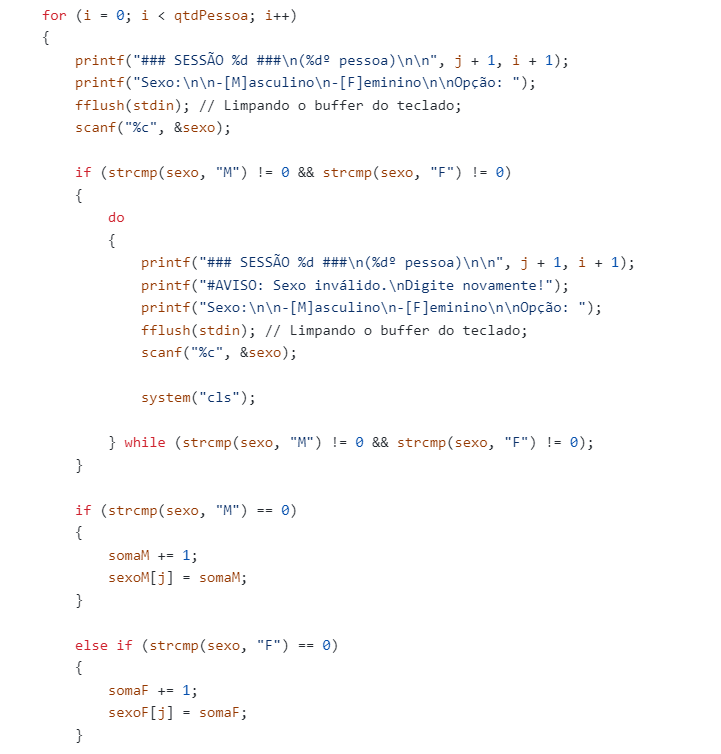 for (i = 0; i < qtdPessoa; i++)
{
    printf("### SESSÃO %d ###\n(%dº pessoa)\n\n", j + 1, i + 1);
    printf("Sexo:\n\n-[M]asculino\n-[F]eminino\n\nOpção: ");
    fflush(stdin); // Limpando o buffer do teclado;
    scanf("%c", &sexo);

    if (strcmp(sexo, "M") != 0 && strcmp(sexo, "F") != 0)
    {
        do
        {
            printf("### SESSÃO %d ###\n(%dº pessoa)\n\n", j + 1, i + 1);
            printf("#AVISO: Sexo inválido.\nDigite novamente!");
            printf("Sexo:\n\n-[M]asculino\n-[F]eminino\n\nOpção: ");
            fflush(stdin); // Limpando o buffer do teclado;
            scanf("%c", &sexo);

            system("cls");

        } while (strcmp(sexo, "M") != 0 && strcmp(sexo, "F") != 0);
    }

    if (strcmp(sexo, "M") == 0)
    {
        somaM += 1;
        sexoM[j] = somaM;
    }

    else if (strcmp(sexo, "F") == 0)
    {
        somaF += 1;
        sexoF[j] = somaF;
    }